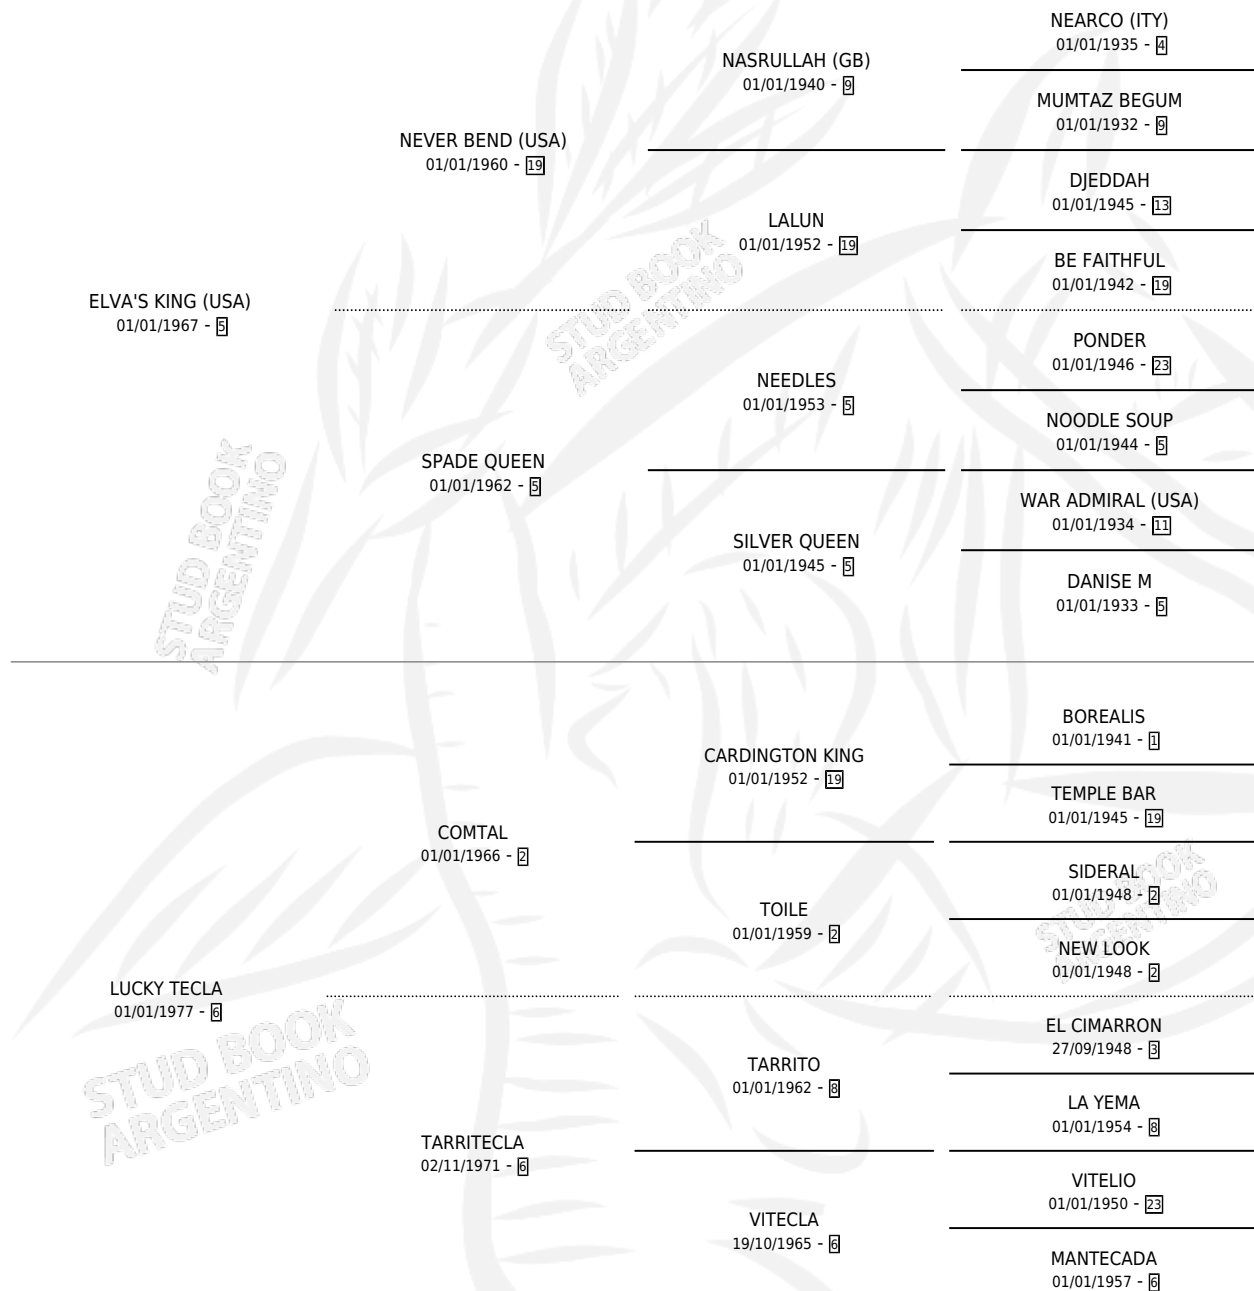 ELVA'S KING (USA)
01/01/1967 - 5
NEVER BEND (USA)
01/01/1960 - 19
SPADE QUEEN
01/01/1962 - 5
NASRULLAH (GB)
01/01/1940 - 9
LALUN
01/01/1952 - 19
NEEDLES
01/01/1953 - 5
SILVER QUEEN
01/01/1945 - 5
NEARCO (ITY)
01/01/1935 - 4
MUMTAZ BEGUM
01/01/1932 - 9
DJEDDAH
01/01/1945 - 13
BE FAITHFUL
01/01/1942 - 19
PONDER
01/01/1946 - 23
NOODLE SOUP
01/01/1944 - 5
WAR ADMIRAL (USA)
01/01/1934 - 11
DANISE M
01/01/1933 - 5
LUCKY TECLA
01/01/1977 - 6
COMTAL
01/01/1966 - 2
TARRITECLA
02/11/1971 - 6
CARDINGTON KING
01/01/1952 - 19
TOILE
01/01/1959 - 2
TARRITO
01/01/1962 - 8
VITECLA
19/10/1965 - 6
BOREALIS
01/01/1941 - 1
TEMPLE BAR
01/01/1945 - 19
SIDERAL
01/01/1948 - 2
NEW LOOK
01/01/1948 - 2
EL CIMARRON
27/09/1948 - 3
LA YEMA
01/01/1954 - 8
VITELIO
01/01/1950 - 23
MANTECADA
01/01/1957 - 6
STUD BOOK
ARGENTINO
STUD BOOK
ARGENTINO
STUD BOOK
ARGENTINO
STUD BOOK
ARGENTINO